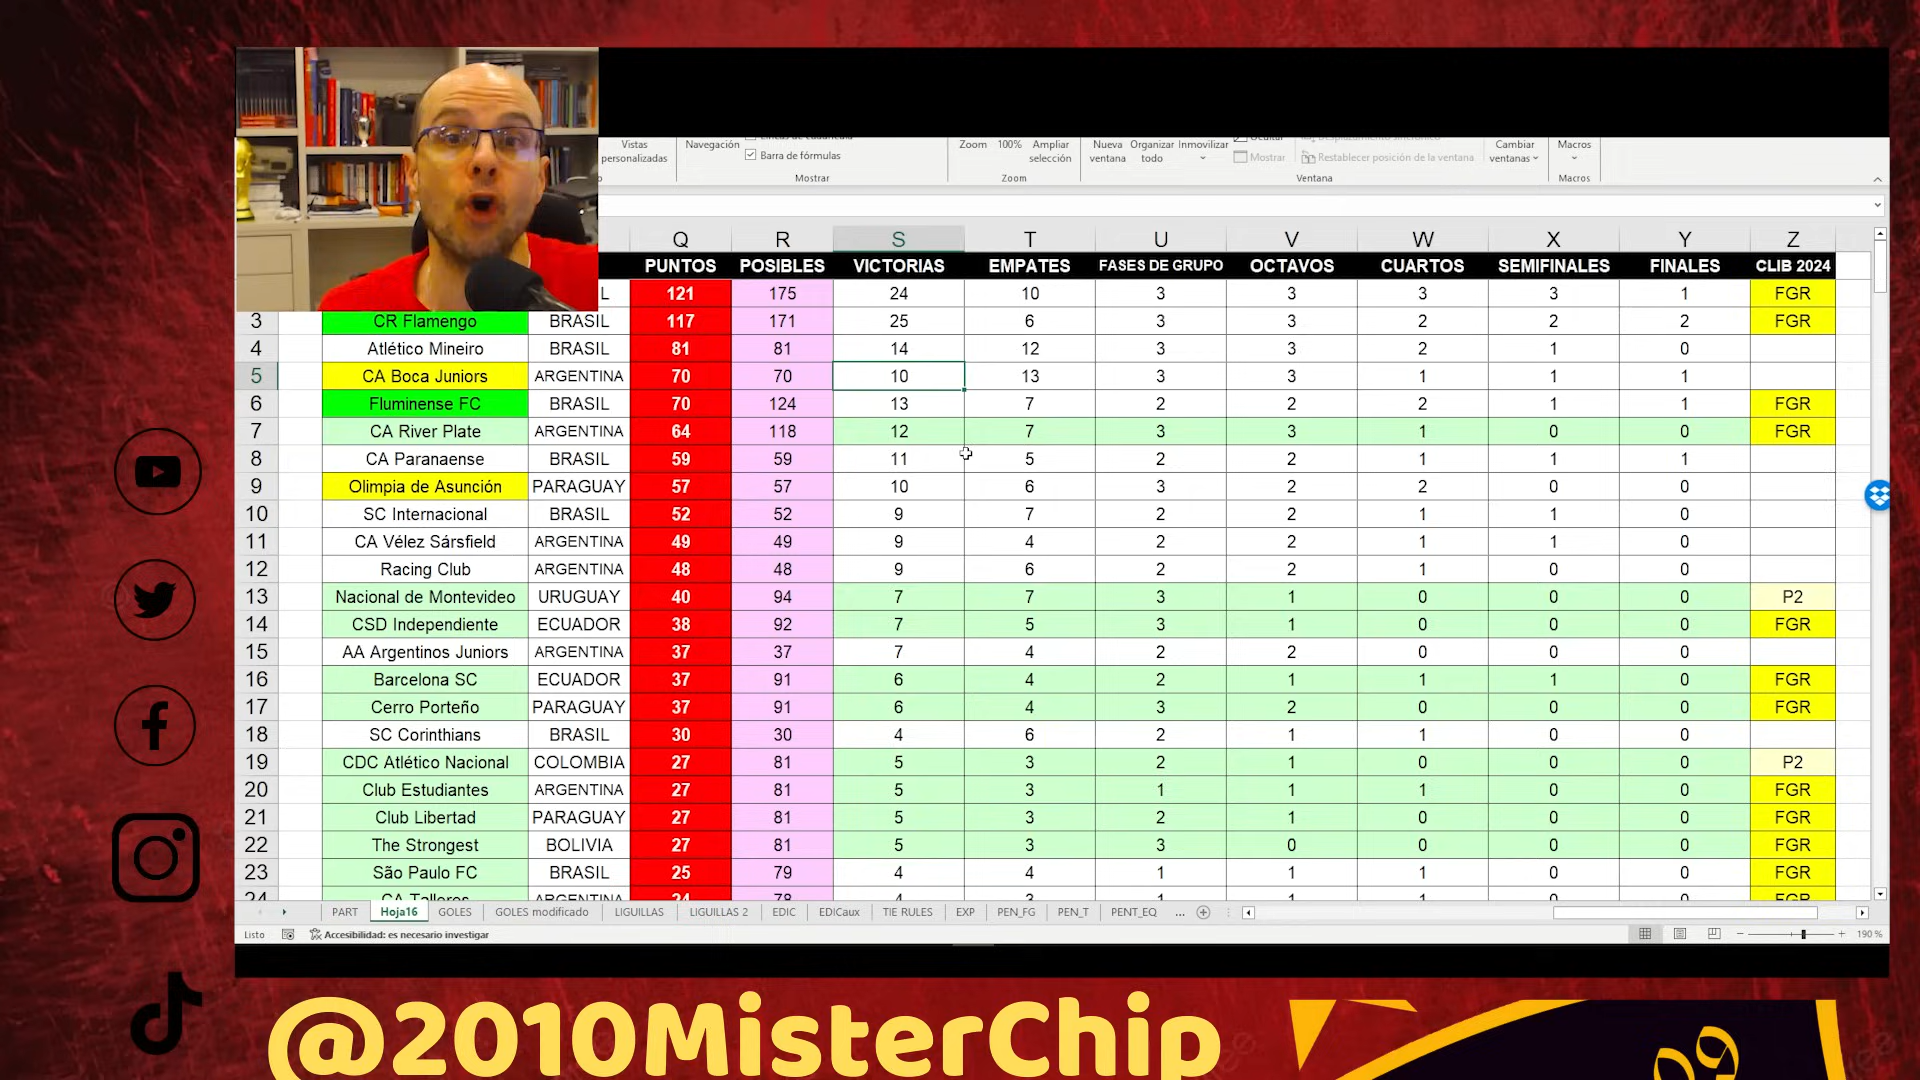 Vistas personalizadas
Navegación
Barra de fórmulas
Mostrar
Zoom 100% Ampliar selección
Zoom
Nueva ventana Organizar todo Inmovilizar
Ocultar
Mostrar
Restablecer posición de la ventana
Ventana
Cambiar ventanas
Macros
Macros
Q R S T U V W X Y Z
PUNTOS POSIBLES VICTORIAS EMPATES FASES DE GRUPO OCTAVOS CUARTOS SEMIFINALES FINALES CLIB 2024
L 121 175 24 10 3 3 3 3 1 FGR
3 CR Flamengo BRASIL 117 171 25 6 3 3 2 2 2 FGR
4 Atlético Mineiro BRASIL 81 81 14 12 3 3 2 1 0
5 CA Boca Juniors ARGENTINA 70 70 10 13 3 3 1 1 1
6 Fluminense FC BRASIL 70 124 13 7 2 2 2 1 1 FGR
7 CA River Plate ARGENTINA 64 118 12 7 3 3 1 0 0 FGR
8 CA Paranaense BRASIL 59 59 11 5 2 2 1 1 1
9 Olimpia de Asunción PARAGUAY 57 57 10 6 3 2 2 0 0
10 SC Internacional BRASIL 52 52 9 7 2 2 1 1 0
11 CA Vélez Sársfield ARGENTINA 49 49 9 4 2 2 1 1 0
12 Racing Club ARGENTINA 48 48 9 6 2 2 1 0 0
13 Nacional de Montevideo URUGUAY 40 94 7 7 3 1 0 0 0 P2
14 CSD Independiente ECUADOR 38 92 7 5 3 1 0 0 0 FGR
15 AA Argentinos Juniors ARGENTINA 37 37 7 4 2 2 0 0 0
16 Barcelona SC ECUADOR 37 91 6 4 2 1 1 1 0 FGR
17 Cerro Porteño PARAGUAY 37 91 6 4 3 2 0 0 0 FGR
18 SC Corinthians BRASIL 30 30 4 6 2 1 1 0 0
19 CDC Atlético Nacional COLOMBIA 27 81 5 3 2 1 0 0 0 P2
20 Club Estudiantes ARGENTINA 27 81 5 3 1 1 1 0 0 FGR
21 Club Libertad PARAGUAY 27 81 5 3 2 1 0 0 0 FGR
22 The Strongest BOLIVIA 27 81 5 3 3 0 0 0 0 FGR
23 São Paulo FC BRASIL 25 79 4 4 1 1 1 0 0 FGR
24 CA Talleres ARGENTINA 24 78 4 3 1 1 1 0 0 FGR
PART Hoja16 GOLES GOLES modificado LIGUILLAS LIGUILLAS 2 EDIC EDICaux TIE RULES EXP PEN_FG PEN_T PENT_EQ ...
Listo Accesibilidad: es necesario investigar 190 %
@2010MisterChip